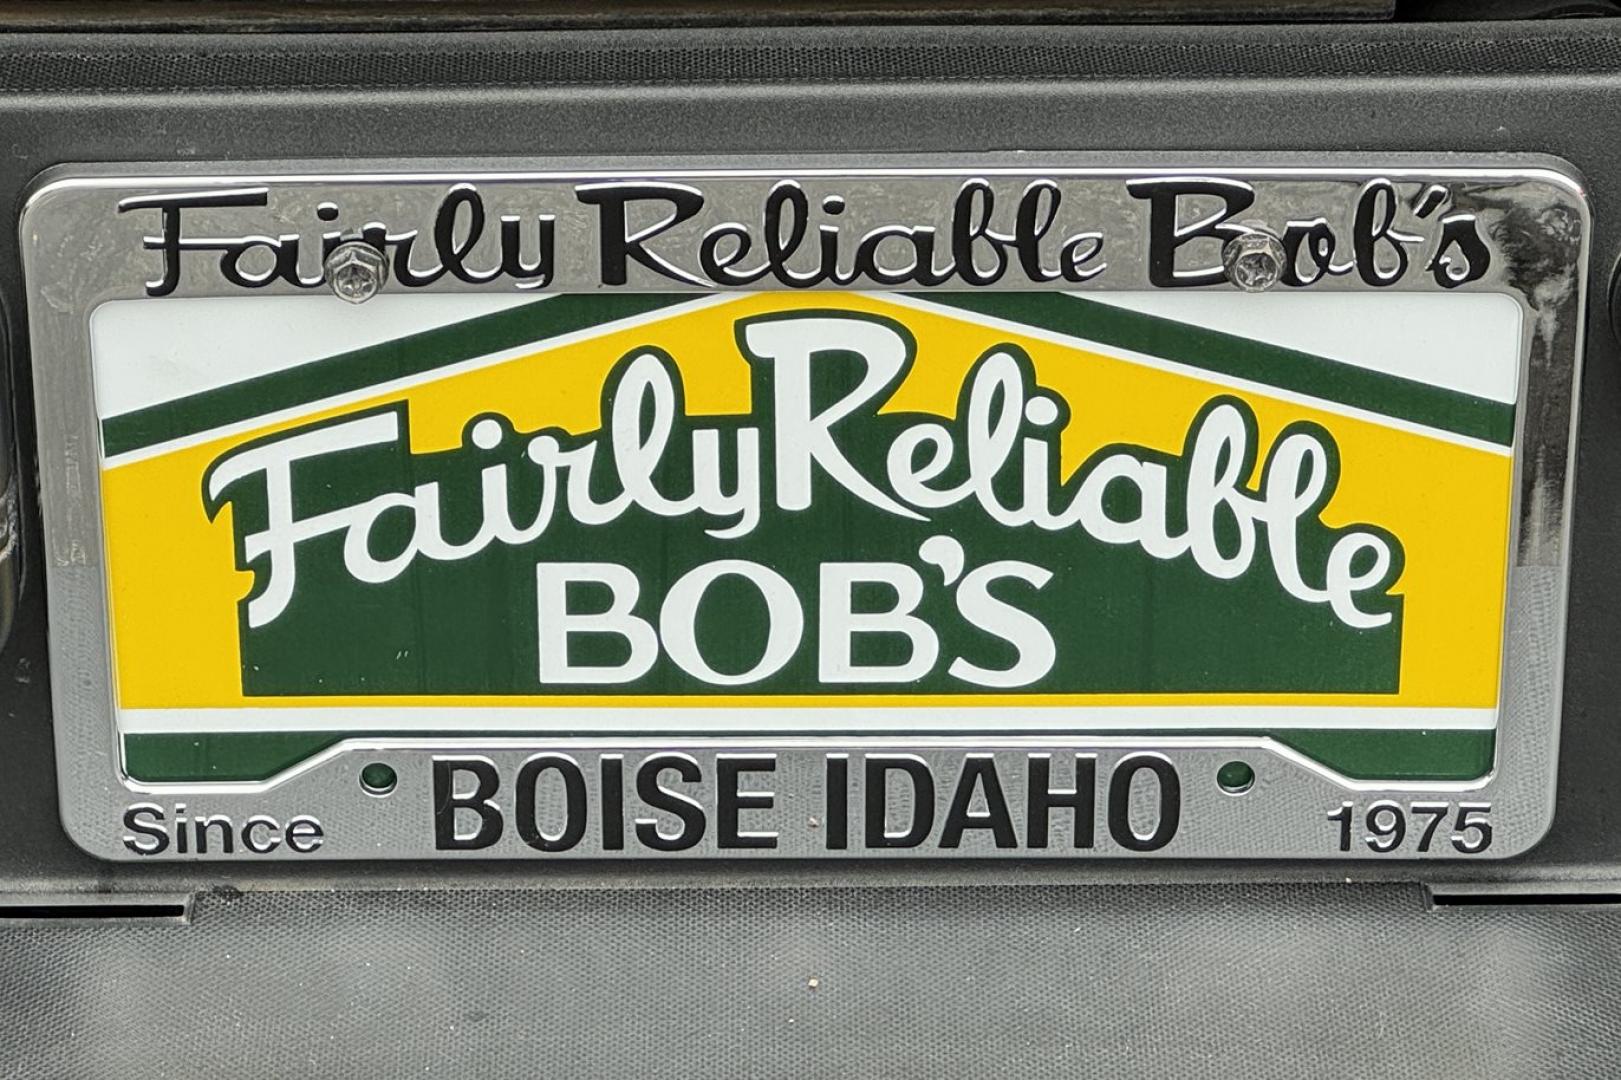 Fairly Reliable Bob's
Fairly Reliable
BOB'S
Since BOISE IDAHO 1975